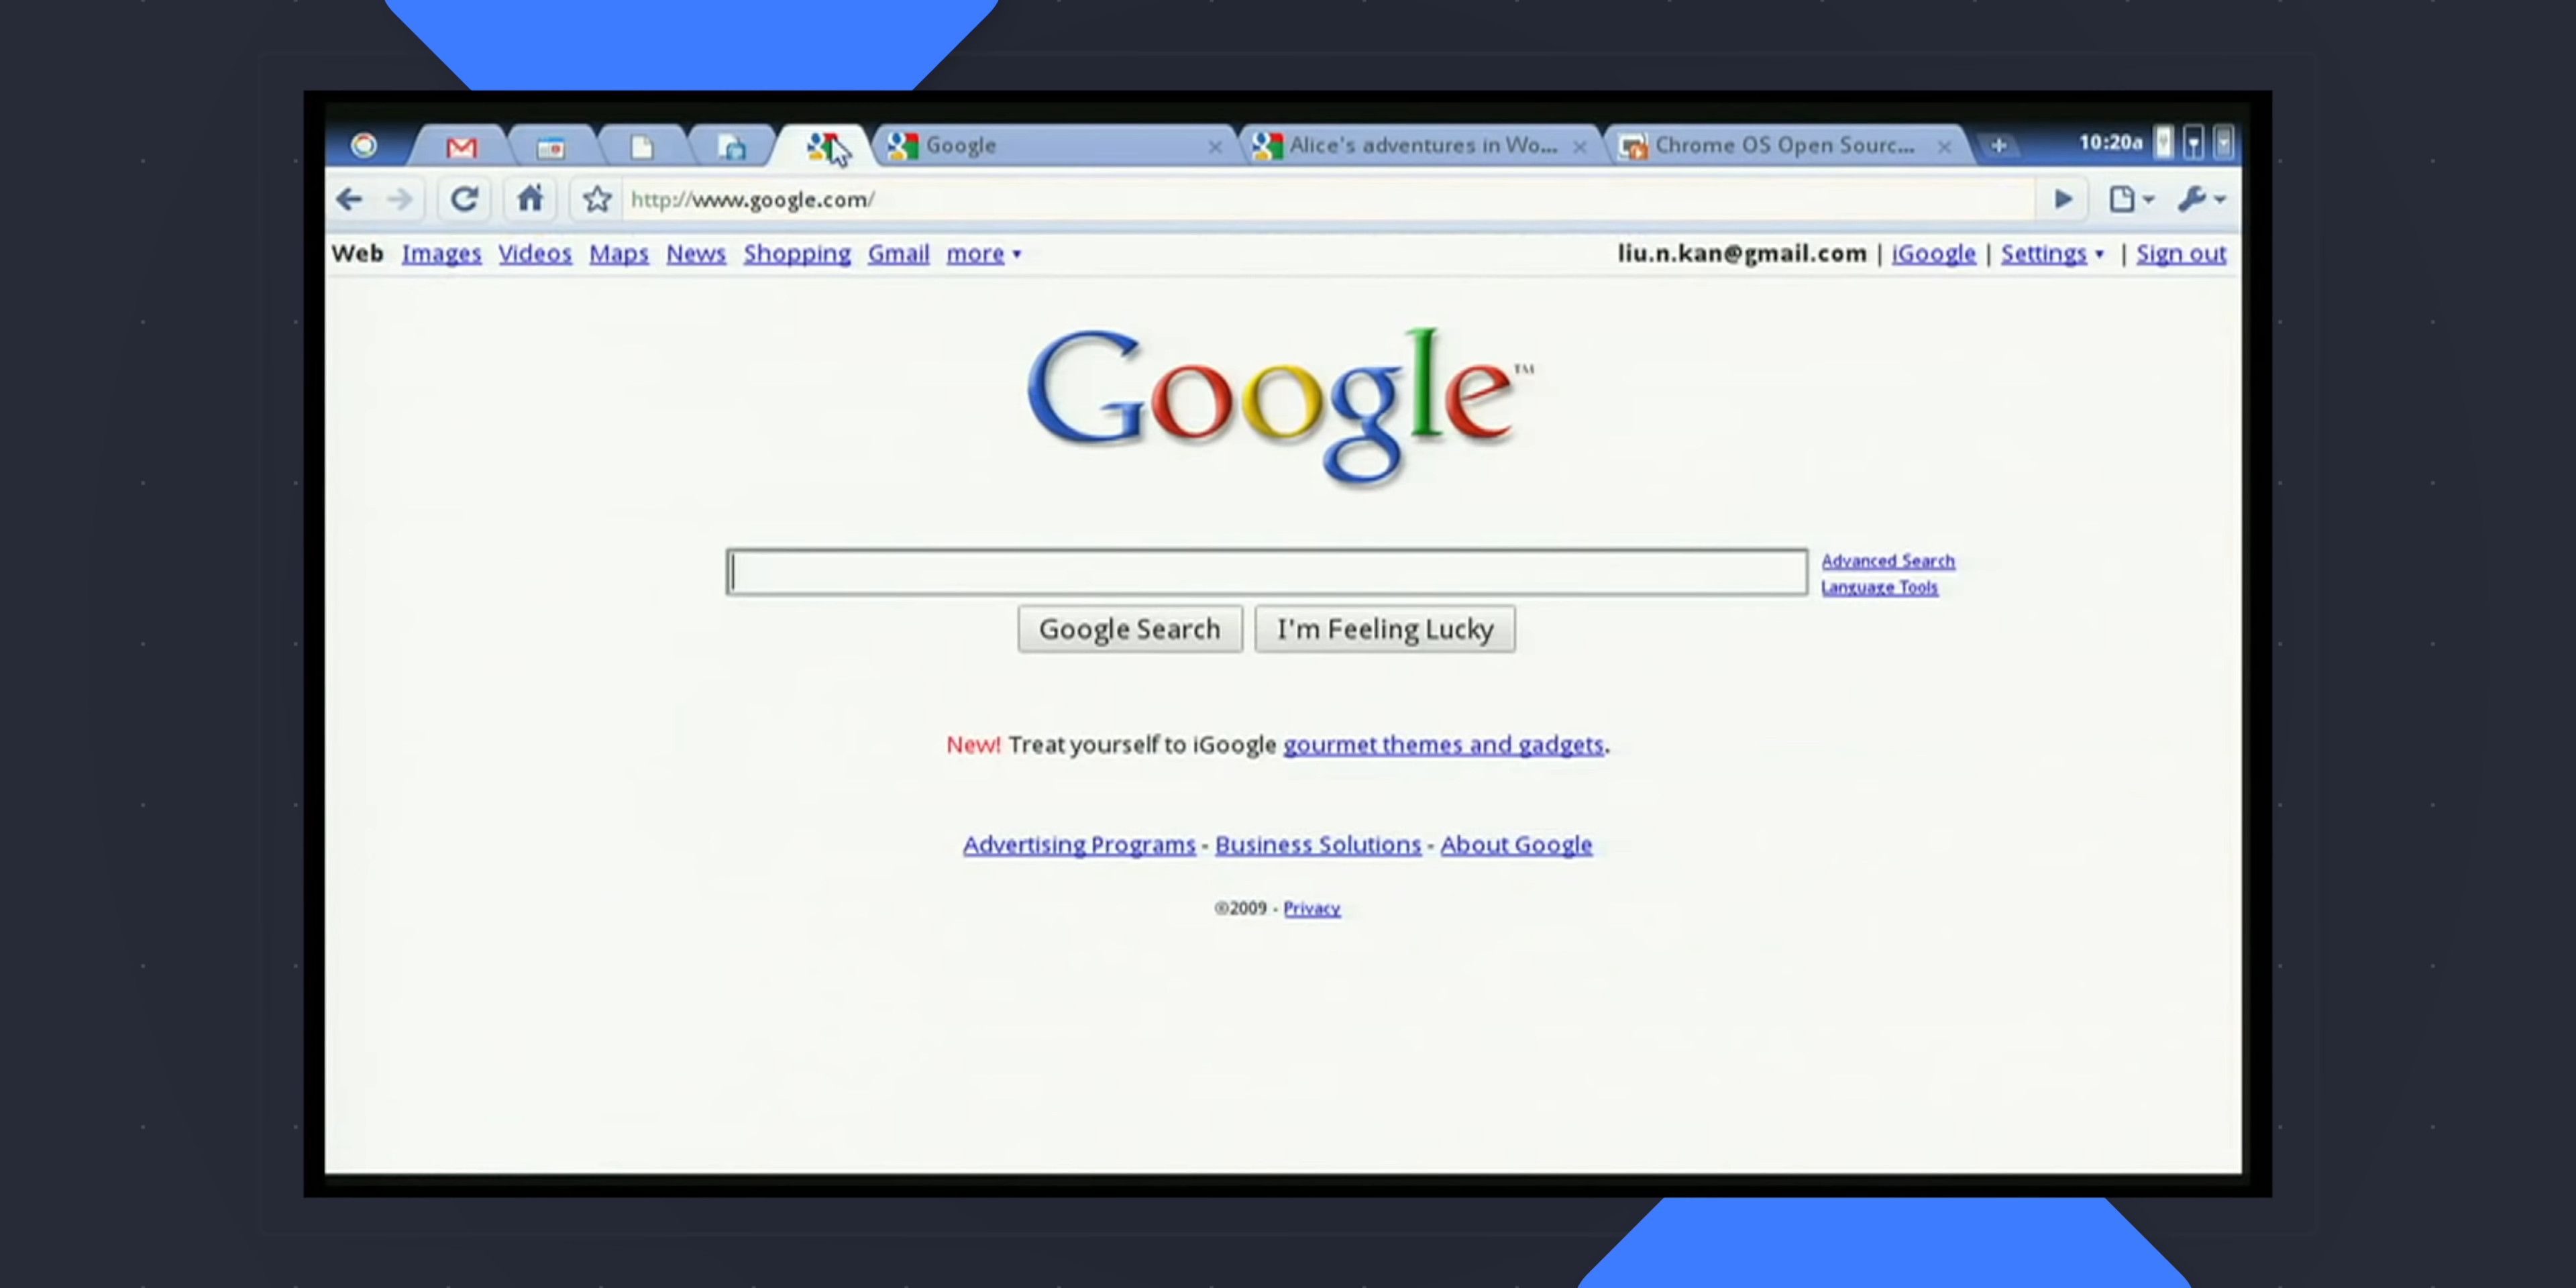 Google
Alice's adventures in Wo...
Chrome OS Open Sourc...
10:20a
http://www.google.com/
Web Images Videos Maps News Shopping Gmail more ▾
liu.n.kan@gmail.com | iGoogle | Settings ▾ | Sign out
Google™
Advanced Search
Language Tools
Google Search
I'm Feeling Lucky
New! Treat yourself to iGoogle gourmet themes and gadgets.
Advertising Programs - Business Solutions - About Google
©2009 - Privacy